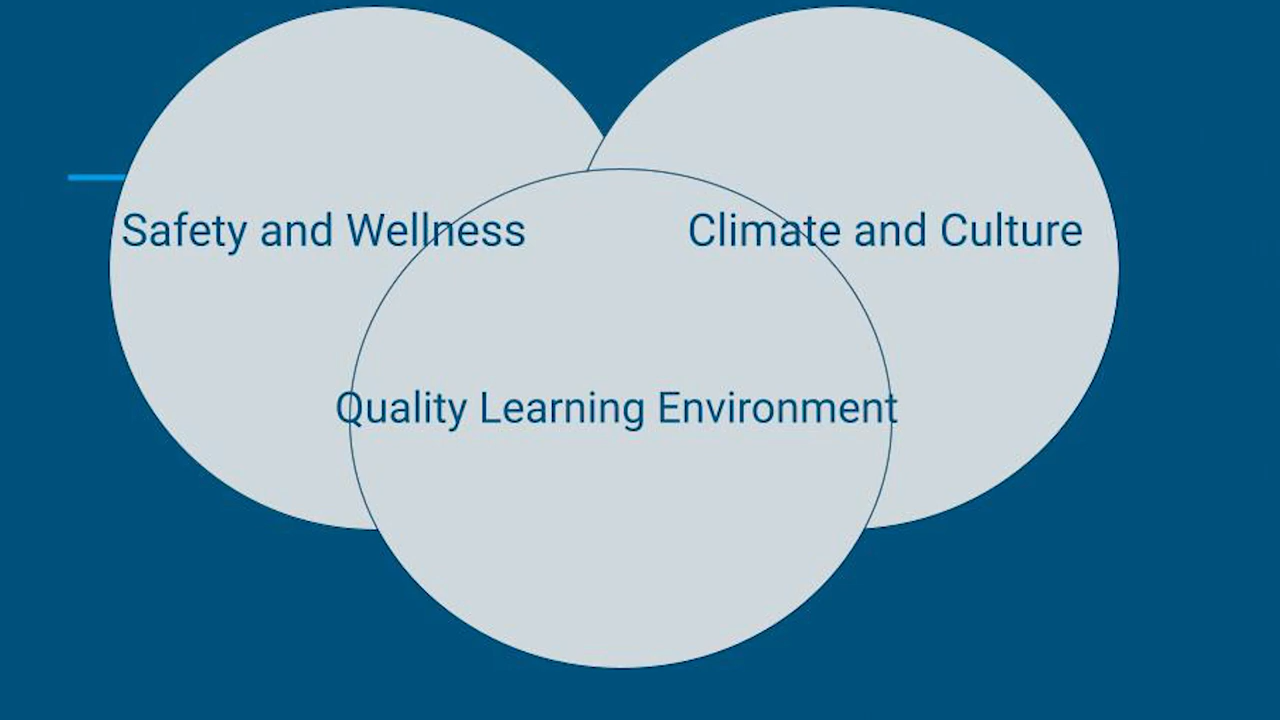 Safety and Wellness
Climate and Culture
Quality Learning Environment